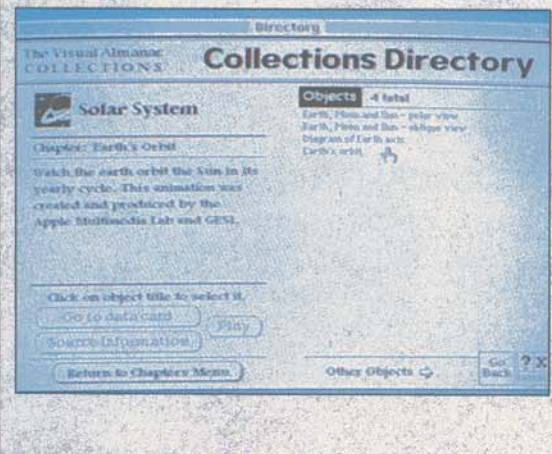 Directory
The Visual Almanac
COLLECTIONS
Collections Directory
Solar System
Chapter: Earth's Orbit
Watch the earth orbit the Sun in its
yearly cycle. This animation was
created and produced by the
Apple Multimedia Lab and GESI.
Click on object title to select it.
Go to data card
Play
Source Information
Return to Chapters Menu
Objects 4 total
Earth, Moon and Sun - polar view
Earth, Moon and Sun - oblique view
Diagram of Earth axis
Earth's orbit
Other Objects
Go
Back
? X